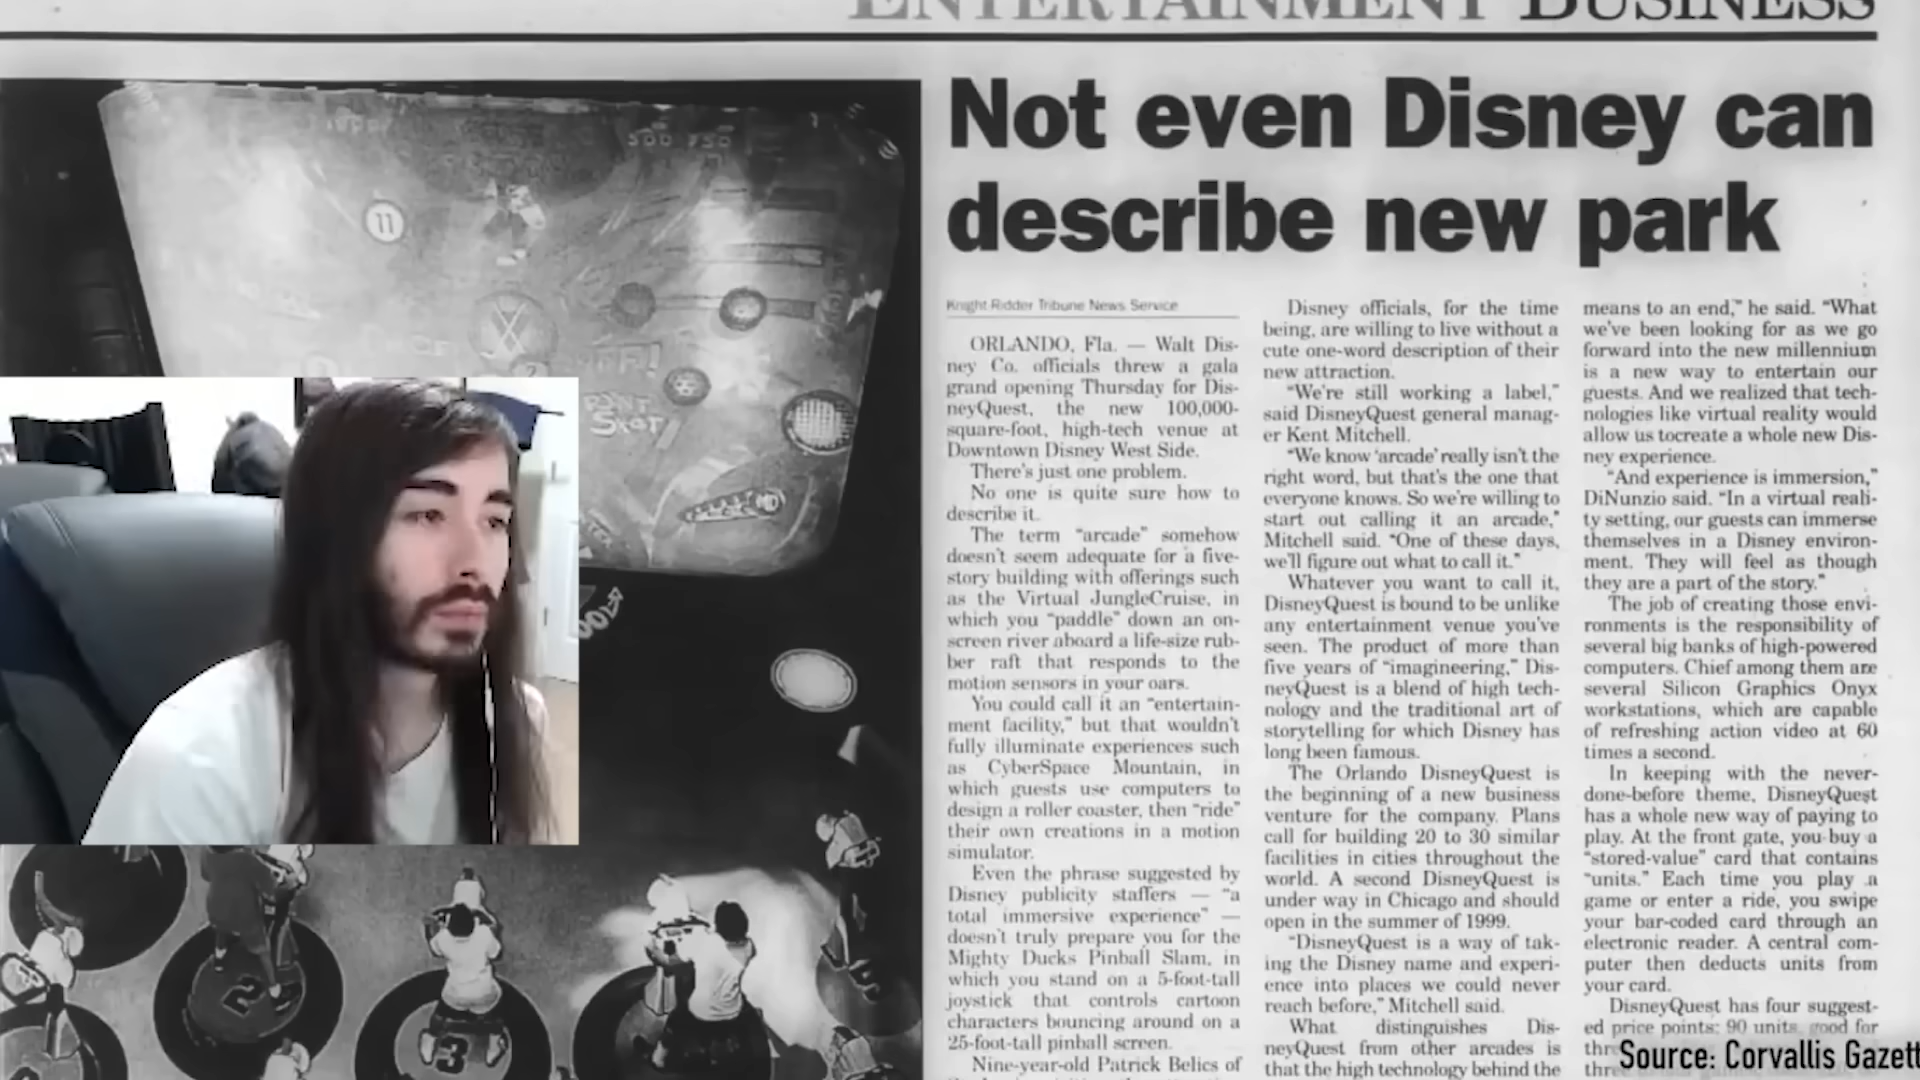 ENTERTAINMENT BUSINESS
Not even Disney can
describe new park
Knight-Ridder Tribune News Service
ORLANDO, Fla. — Walt Dis-
ney Co. officials threw a gala
grand opening Thursday for Dis-
neyQuest, the new 100,000-
square-foot, high-tech venue at
Downtown Disney West Side.
There's just one problem.
No one is quite sure how to
describe it.
The term "arcade" somehow
doesn't seem adequate for a five-
story building with offerings such
as the Virtual JungleCruise, in
which you "paddle" down an on-
screen river aboard a life-size rub-
ber raft that responds to the
motion sensors in your oars.
You could call it an "entertain-
ment facility," but that wouldn't
fully illuminate experiences such
as CyberSpace Mountain, in
which guests use computers to
design a roller coaster, then "ride"
their own creations in a motion
simulator.
Even the phrase suggested by
Disney publicity staffers — "a
total immersive experience" —
doesn't truly prepare you for the
Mighty Ducks Pinball Slam, in
which you stand on a 5-foot-tall
joystick that controls cartoon
characters bouncing around on a
25-foot-tall pinball screen.
Nine-year-old Patrick Belics of
Disney officials, for the time
being, are willing to live without a
cute one-word description of their
new attraction.
"We're still working a label,"
said DisneyQuest general manag-
er Kent Mitchell.
"We know 'arcade' really isn't the
right word, but that's the one that
everyone knows. So we're willing to
start out calling it an arcade,"
Mitchell said. "One of these days,
we'll figure out what to call it."
Whatever you want to call it,
DisneyQuest is bound to be unlike
any entertainment venue you've
seen. The product of more than
five years of "imagineering," Dis-
neyQuest is a blend of high tech-
nology and the traditional art of
storytelling for which Disney has
long been famous.
The Orlando DisneyQuest is
the beginning of a new business
venture for the company. Plans
call for building 20 to 30 similar
facilities in cities throughout the
world. A second DisneyQuest is
under way in Chicago and should
open in the summer of 1999.
"DisneyQuest is a way of tak-
ing the Disney name and experi-
ence into places we could never
reach before," Mitchell said.
What distinguishes Dis-
neyQuest from other arcades is
that the high technology behind the
means to an end," he said. "What
we've been looking for as we go
forward into the new millennium
is a new way to entertain our
guests. And we realized that tech-
nologies like virtual reality would
allow us tocreate a whole new Dis-
ney experience.
"And experience is immersion,"
DiNunzio said. "In a virtual reali-
ty setting, our guests can immerse
themselves in a Disney environ-
ment. They will feel as though
they are a part of the story."
The job of creating those envi-
ronments is the responsibility of
several big banks of high-powered
computers. Chief among them are
several Silicon Graphics Onyx
workstations, which are capable
of refreshing action video at 60
times a second.
In keeping with the never-
done-before theme, DisneyQuest
has a whole new way of paying to
play. At the front gate, you buy a
"stored-value" card that contains
"units." Each time you play a
game or enter a ride, you swipe
your bar-coded card through an
electronic reader. A central com-
puter then deducts units from
your card.
DisneyQuest has four suggest-
ed price points: 90 units, good for
Source: Corvallis Gazett
11
500 750
2
3